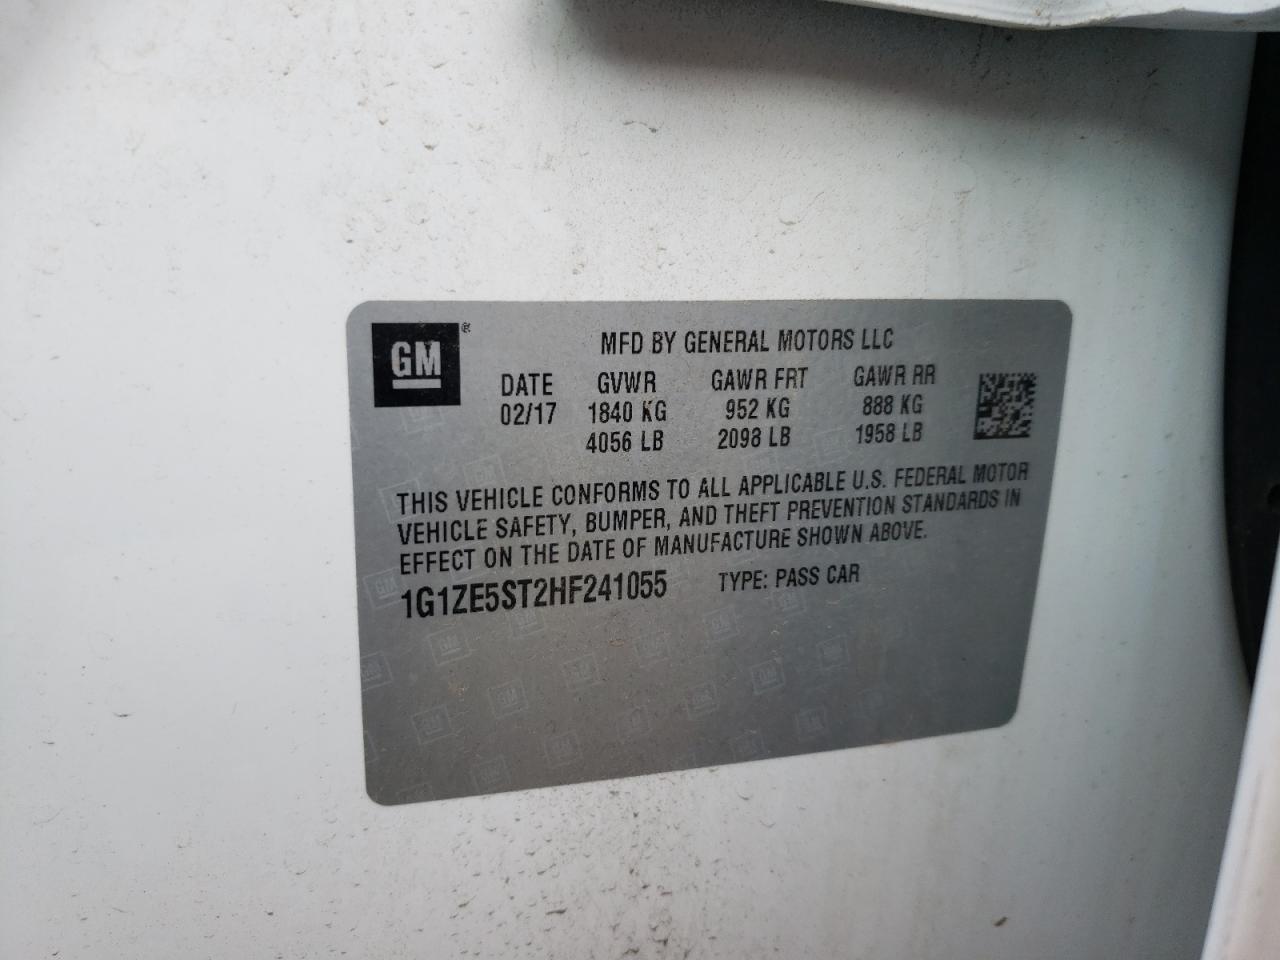 GM ®
MFD BY GENERAL MOTORS LLC
DATE GVWR GAWR FRT GAWR RR
02/17 1840 KG 952 KG 888 KG
4056 LB 2098 LB 1958 LB
THIS VEHICLE CONFORMS TO ALL APPLICABLE U.S. FEDERAL MOTOR
VEHICLE SAFETY, BUMPER, AND THEFT PREVENTION STANDARDS IN
EFFECT ON THE DATE OF MANUFACTURE SHOWN ABOVE.
1G1ZE5ST2HF241055 TYPE: PASS CAR